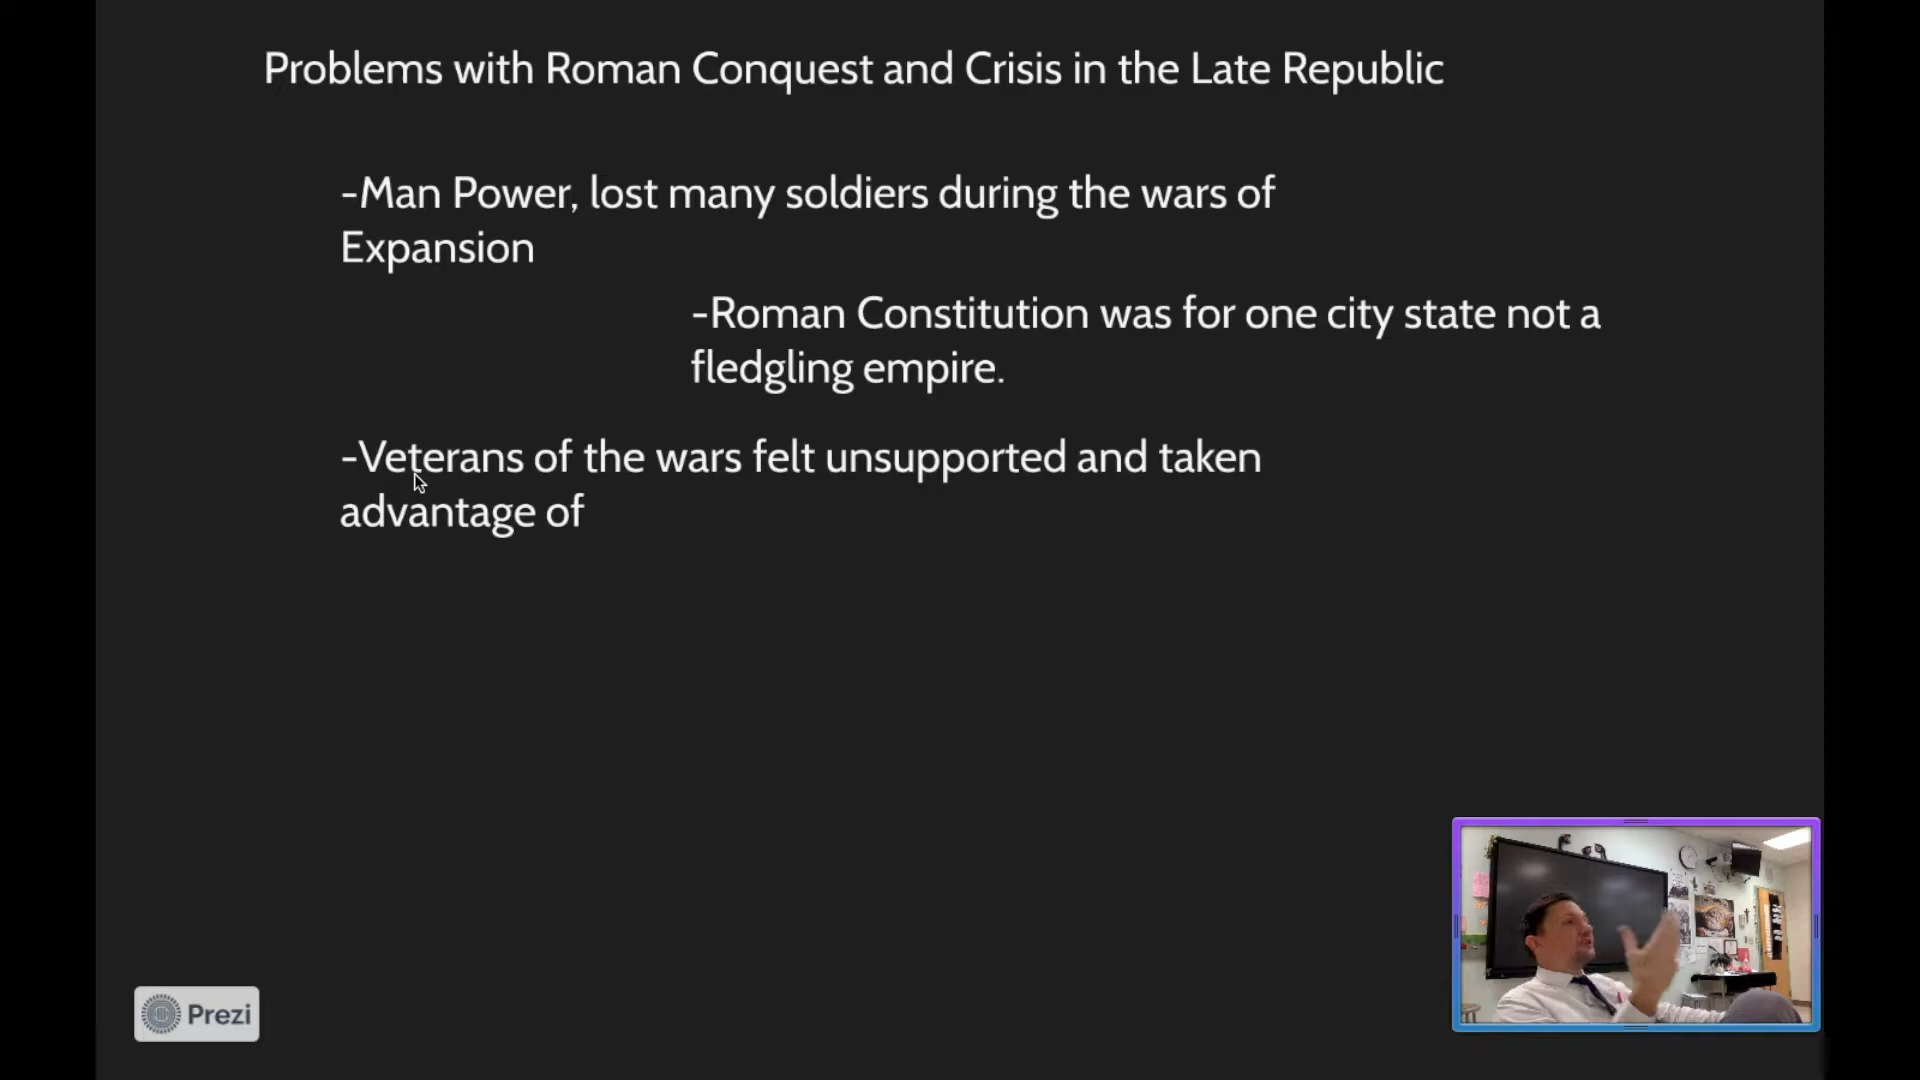 Problems with Roman Conquest and Crisis in the Late Republic
-Man Power, lost many soldiers during the wars of
Expansion
-Roman Constitution was for one city state not a
fledgling empire.
-Veterans of the wars felt unsupported and taken
advantage of
Prezi